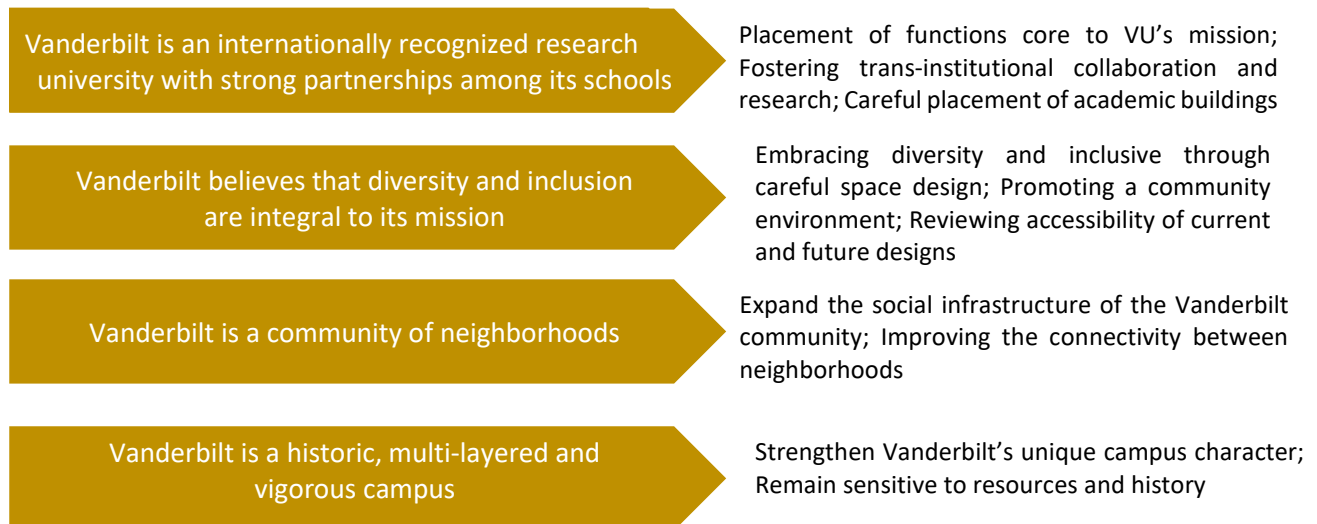 Vanderbilt is an internationally recognized research
university with strong partnerships among its schools
Placement of functions core to VU’s mission;
Fostering trans-institutional collaboration and
research; Careful placement of academic buildings
Vanderbilt believes that diversity and inclusion
are integral to its mission
Embracing diversity and inclusive through
careful space design; Promoting a community
environment; Reviewing accessibility of current
and future designs
Vanderbilt is a community of neighborhoods
Expand the social infrastructure of the Vanderbilt
community; Improving the connectivity between
neighborhoods
Vanderbilt is a historic, multi-layered and
vigorous campus
Strengthen Vanderbilt’s unique campus character;
Remain sensitive to resources and history